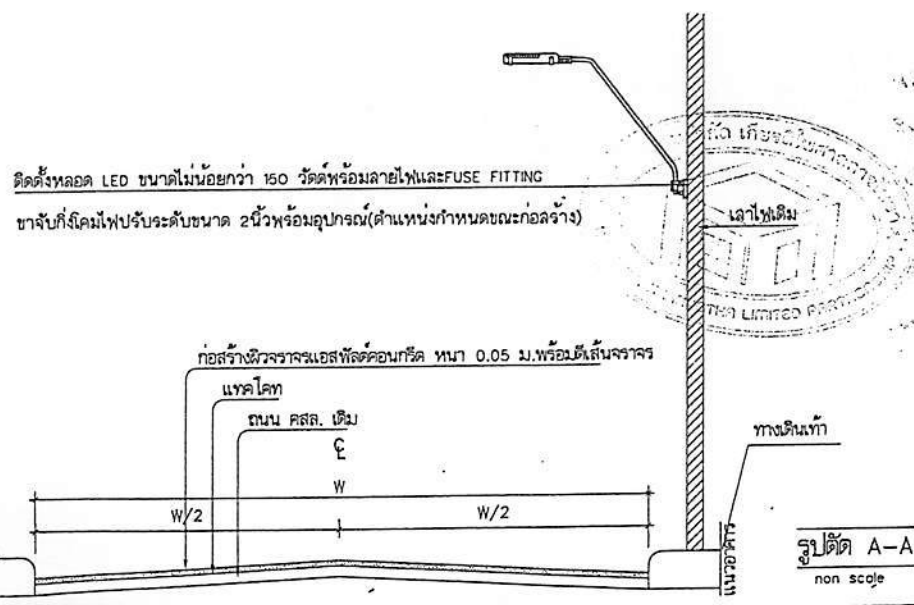 ติดตั้งหลอด LED ขนาดไม่น้อยกว่า 150 วัตต์พร้อมสายไฟและFUSE FITTING
ขาจับกิ่งโคมไฟปรับระดับขนาด 2นิ้วพร้อมอุปกรณ์(ตำแหน่งกำหนดขณะก่อสร้าง)
เสาไฟเดิม
LIMITED
ก่อสร้างผิวจราจรแอสฟัลต์คอนกรีต หนา 0.05 ม.พร้อมตีเส้นจราจร
แทคโคท
ถนน คสล. เดิม
ทางเดินเท้า
W
W/2
W/2
แนวอาคาร
รูปตัด A-A
non scale